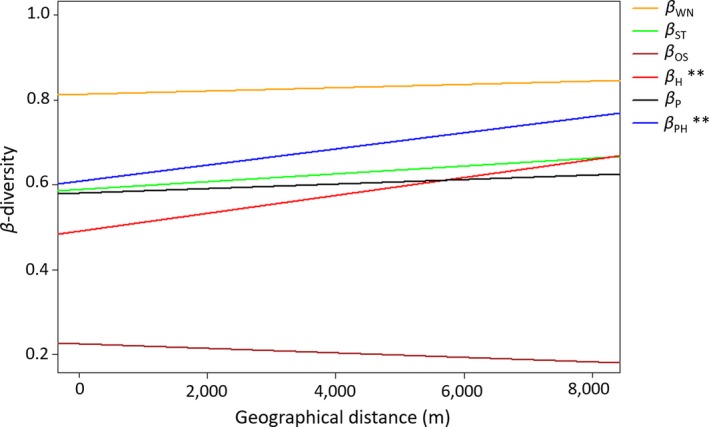 1.0
0.8
0.6
0.4
0.2
β-diversity
0
2,000
4,000
6,000
8,000
Geographical distance (m)
βWN
βST
βOS
βH **
βP
βPH **